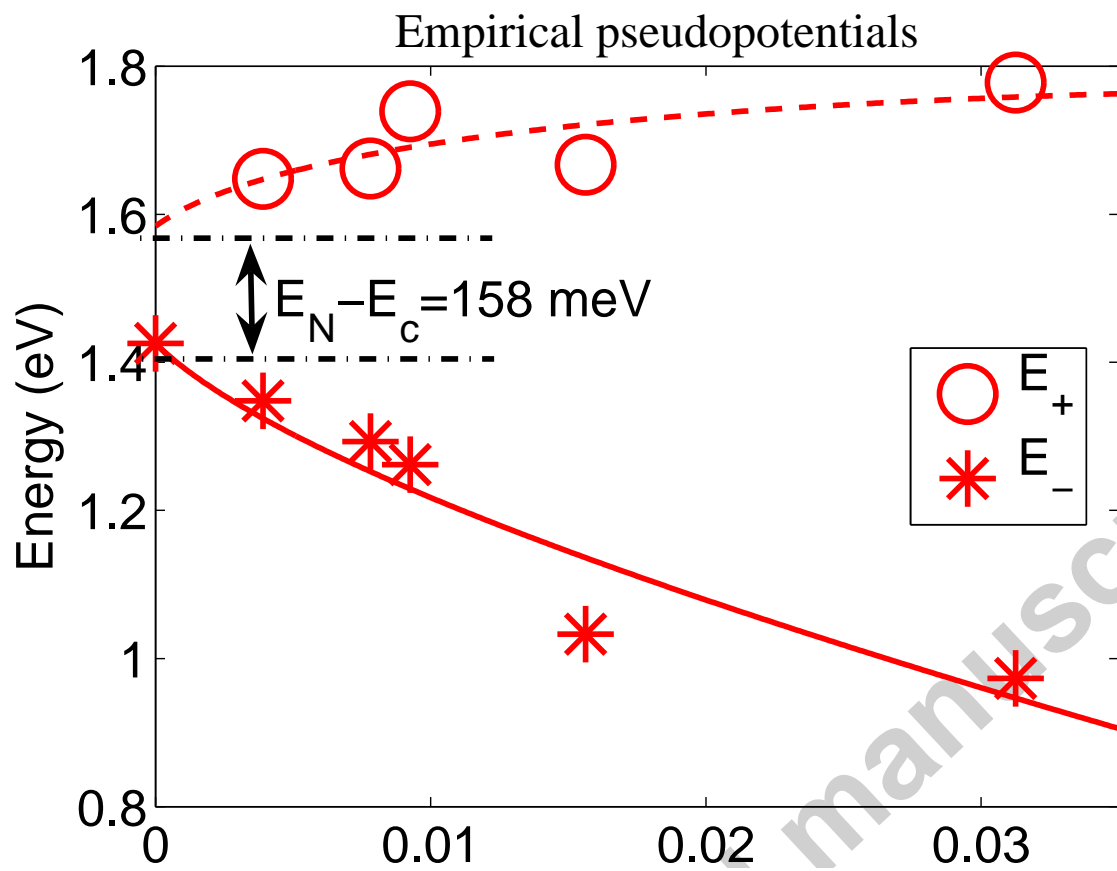 Empirical pseudopotentials
1.8
1.6
1.4
1.2
1
0.8
Energy (eV)
E_N−E_c=158 meV
E_+
E_−
0
0.01
0.02
0.03
manusc